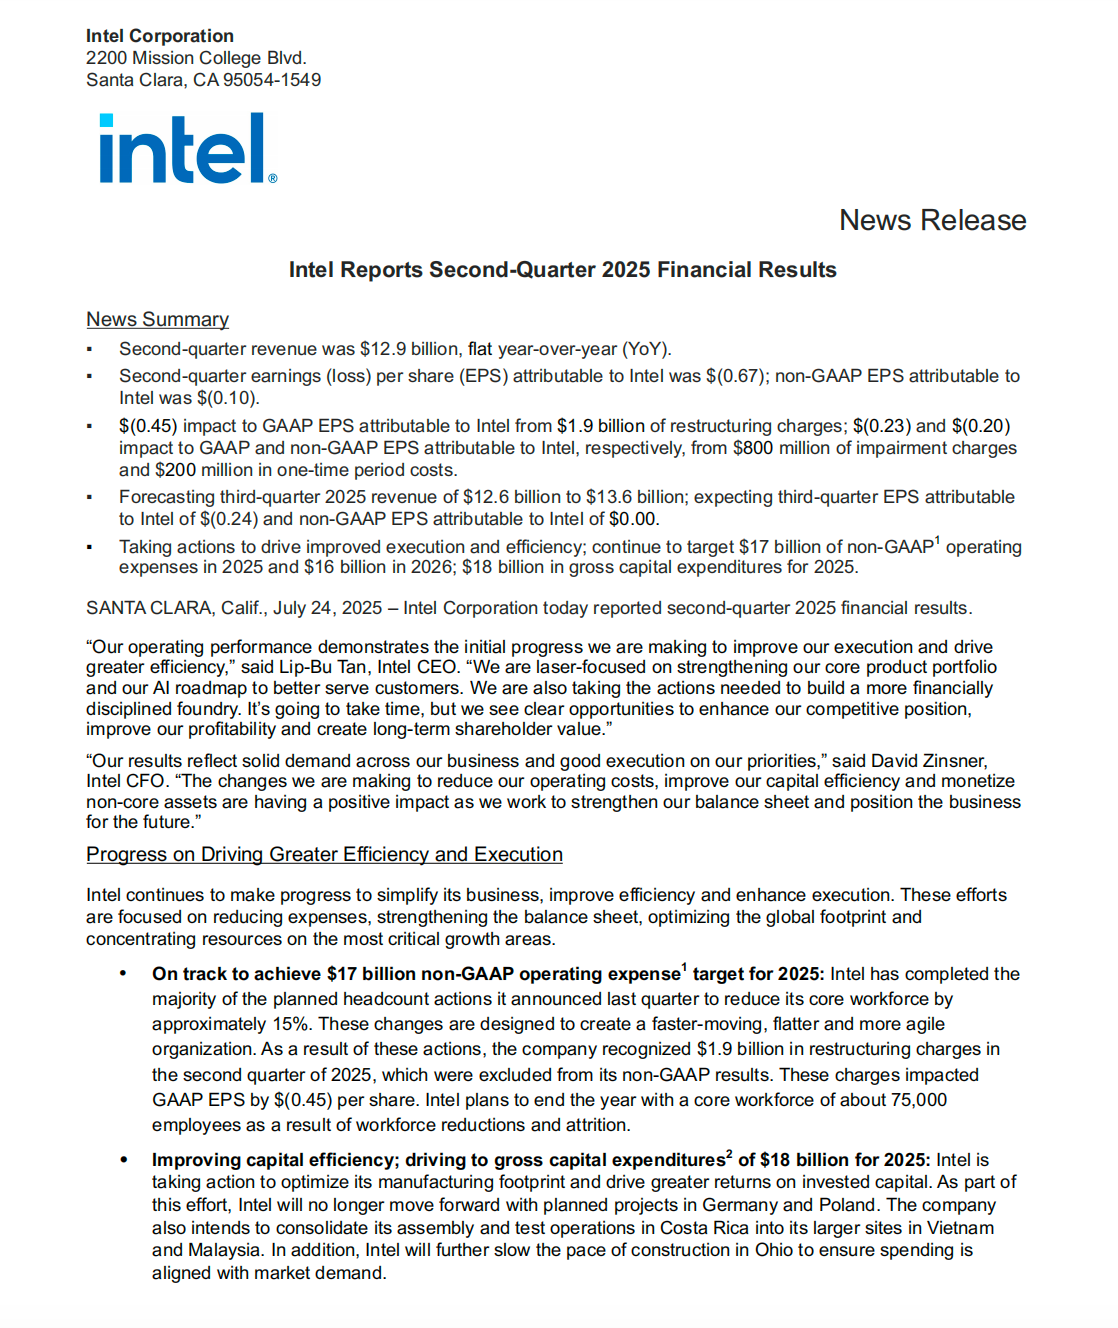 Intel Corporation
2200 Mission College Blvd.
Santa Clara, CA 95054-1549
intel®
News Release
Intel Reports Second-Quarter 2025 Financial Results
News Summary
▪ Second-quarter revenue was $12.9 billion, flat year-over-year (YoY).
▪ Second-quarter earnings (loss) per share (EPS) attributable to Intel was $(0.67); non-GAAP EPS attributable to
Intel was $(0.10).
▪ $(0.45) impact to GAAP EPS attributable to Intel from $1.9 billion of restructuring charges; $(0.23) and $(0.20)
impact to GAAP and non-GAAP EPS attributable to Intel, respectively, from $800 million of impairment charges
and $200 million in one-time period costs.
▪ Forecasting third-quarter 2025 revenue of $12.6 billion to $13.6 billion; expecting third-quarter EPS attributable
to Intel of $(0.24) and non-GAAP EPS attributable to Intel of $0.00.
▪ Taking actions to drive improved execution and efficiency; continue to target $17 billion of non-GAAP¹ operating
expenses in 2025 and $16 billion in 2026; $18 billion in gross capital expenditures for 2025.
SANTA CLARA, Calif., July 24, 2025 – Intel Corporation today reported second-quarter 2025 financial results.
“Our operating performance demonstrates the initial progress we are making to improve our execution and drive
greater efficiency,” said Lip-Bu Tan, Intel CEO. “We are laser-focused on strengthening our core product portfolio
and our AI roadmap to better serve customers. We are also taking the actions needed to build a more financially
disciplined foundry. It’s going to take time, but we see clear opportunities to enhance our competitive position,
improve our profitability and create long-term shareholder value.”
“Our results reflect solid demand across our business and good execution on our priorities,” said David Zinsner,
Intel CFO. “The changes we are making to reduce our operating costs, improve our capital efficiency and monetize
non-core assets are having a positive impact as we work to strengthen our balance sheet and position the business
for the future.”
Progress on Driving Greater Efficiency and Execution
Intel continues to make progress to simplify its business, improve efficiency and enhance execution. These efforts
are focused on reducing expenses, strengthening the balance sheet, optimizing the global footprint and
concentrating resources on the most critical growth areas.
• On track to achieve $17 billion non-GAAP operating expense¹ target for 2025: Intel has completed the
majority of the planned headcount actions it announced last quarter to reduce its core workforce by
approximately 15%. These changes are designed to create a faster-moving, flatter and more agile
organization. As a result of these actions, the company recognized $1.9 billion in restructuring charges in
the second quarter of 2025, which were excluded from its non-GAAP results. These charges impacted
GAAP EPS by $(0.45) per share. Intel plans to end the year with a core workforce of about 75,000
employees as a result of workforce reductions and attrition.
• Improving capital efficiency; driving to gross capital expenditures² of $18 billion for 2025: Intel is
taking action to optimize its manufacturing footprint and drive greater returns on invested capital. As part of
this effort, Intel will no longer move forward with planned projects in Germany and Poland. The company
also intends to consolidate its assembly and test operations in Costa Rica into its larger sites in Vietnam
and Malaysia. In addition, Intel will further slow the pace of construction in Ohio to ensure spending is
aligned with market demand.